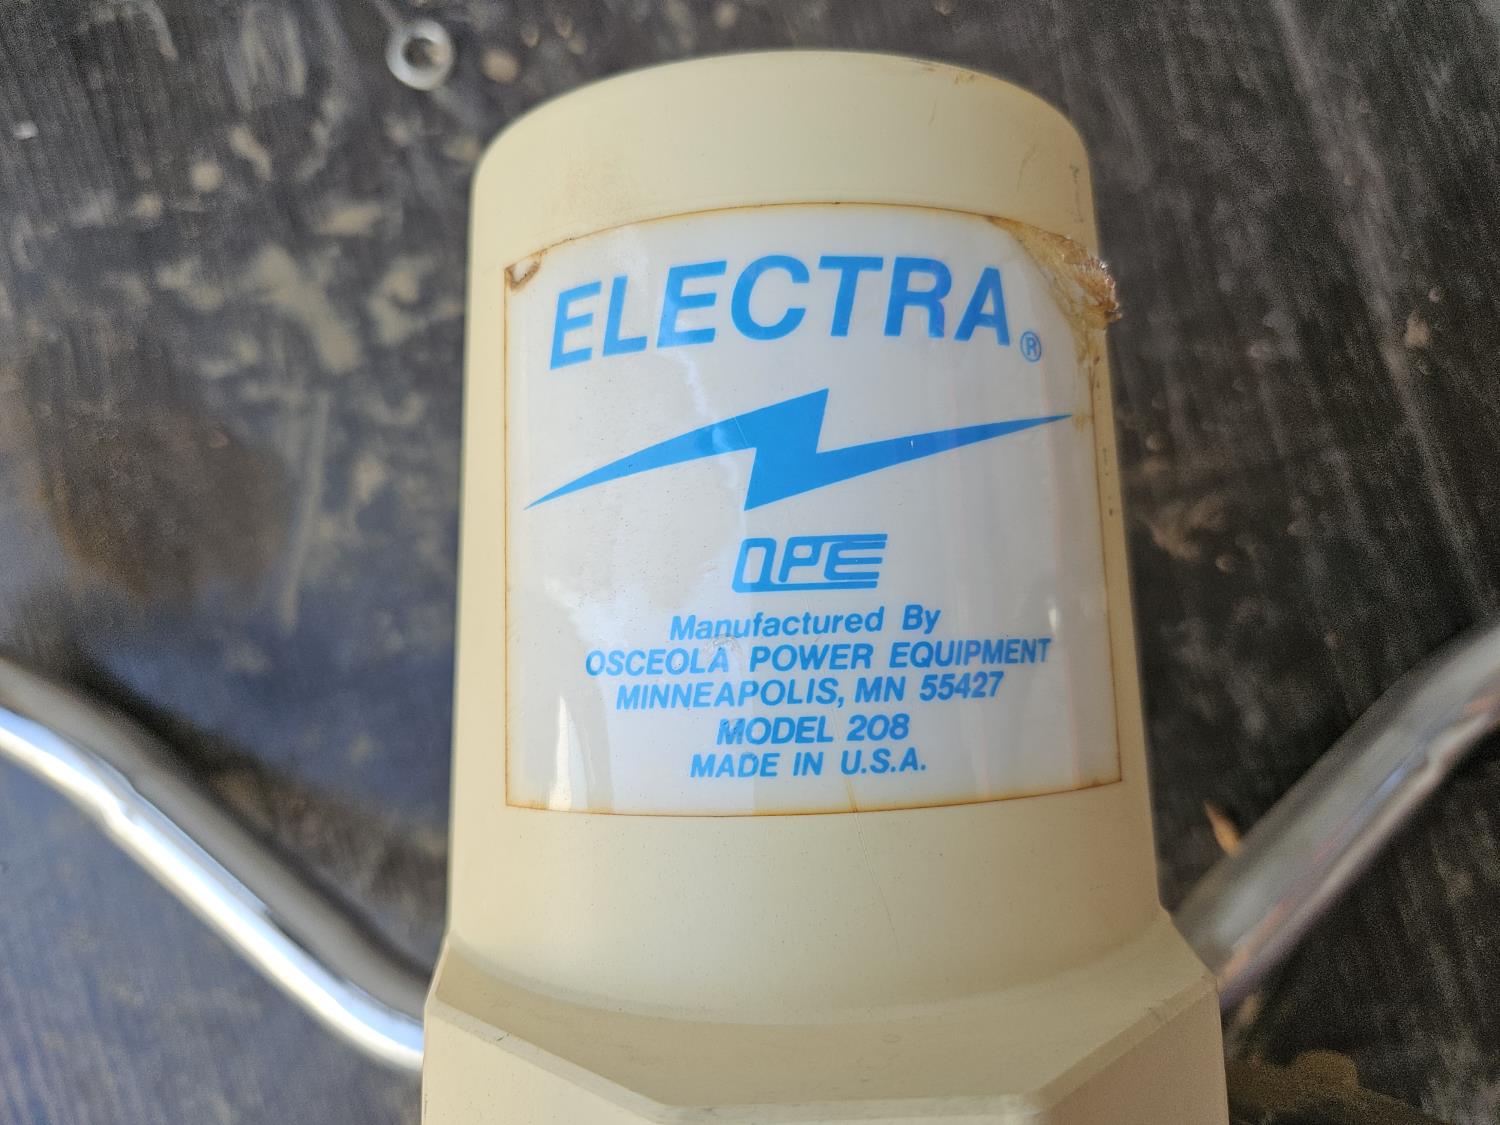 ELECTRA®
OPE
Manufactured By
OSCEOLA POWER EQUIPMENT
MINNEAPOLIS, MN 55427
MODEL 208
MADE IN U.S.A.